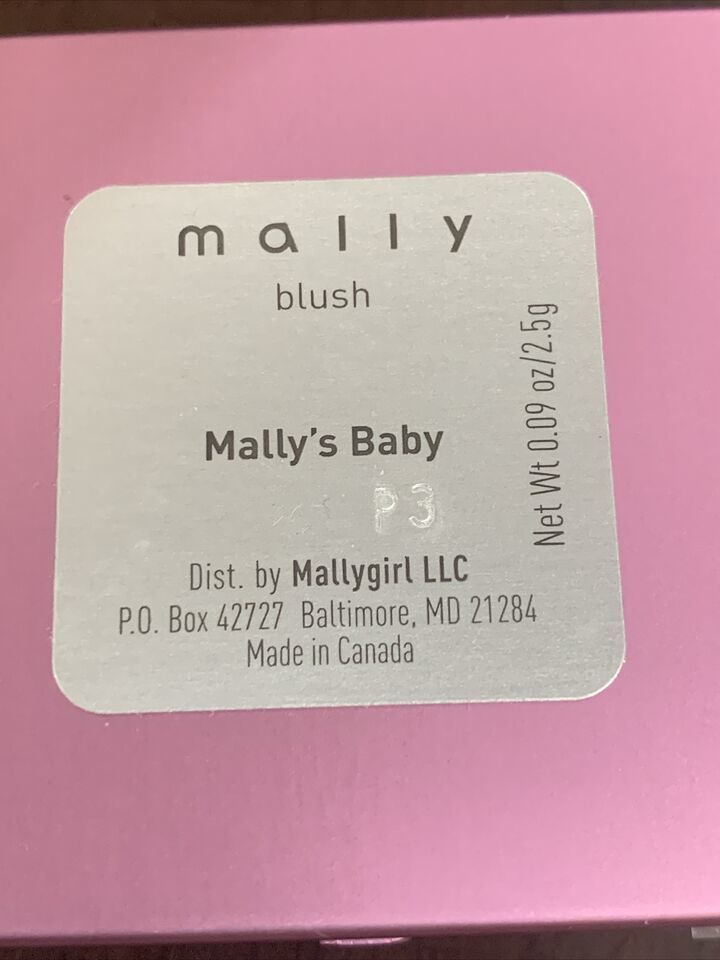 mally
blush
Mally's Baby
P3
Dist. by Mallygirl LLC
P.O. Box 42727 Baltimore, MD 21284
Made in Canada
Net Wt 0.09 oz/2.5g